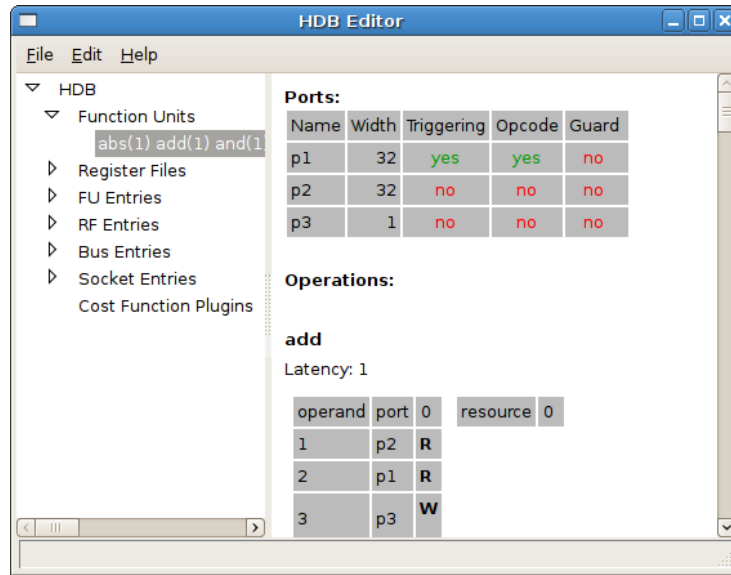 HDB Editor
File Edit Help
HDB
Function Units
abs(1) add(1) and(1)
Register Files
FU Entries
RF Entries
Bus Entries
Socket Entries
Cost Function Plugins
Ports:
Name Width Triggering Opcode Guard
p1 32 yes yes no
p2 32 no no no
p3 1 no no no
Operations:
add
Latency: 1
operand port 0 resource 0
1 p2 R
2 p1 R
3 p3 W